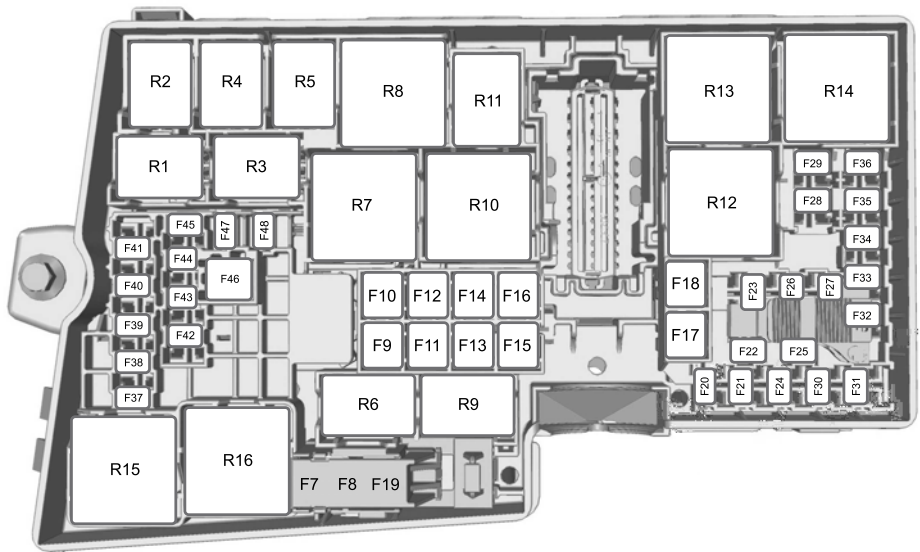 R2 R4 R5 R8 R11 R13 R14
R1 R3 R7 R10 R12 F29 F36
F28 F35
F45 F47 F48 F34
F41 F44 F46 F33
F40 F43 F10 F12 F14 F16 F18 F23 F26 F27
F39 F42 F9 F11 F13 F15 F17 F32
F38 F22 F25
F37 R6 R9 F20 F21 F24 F30 F31
R15 R16 F7 F8 F19